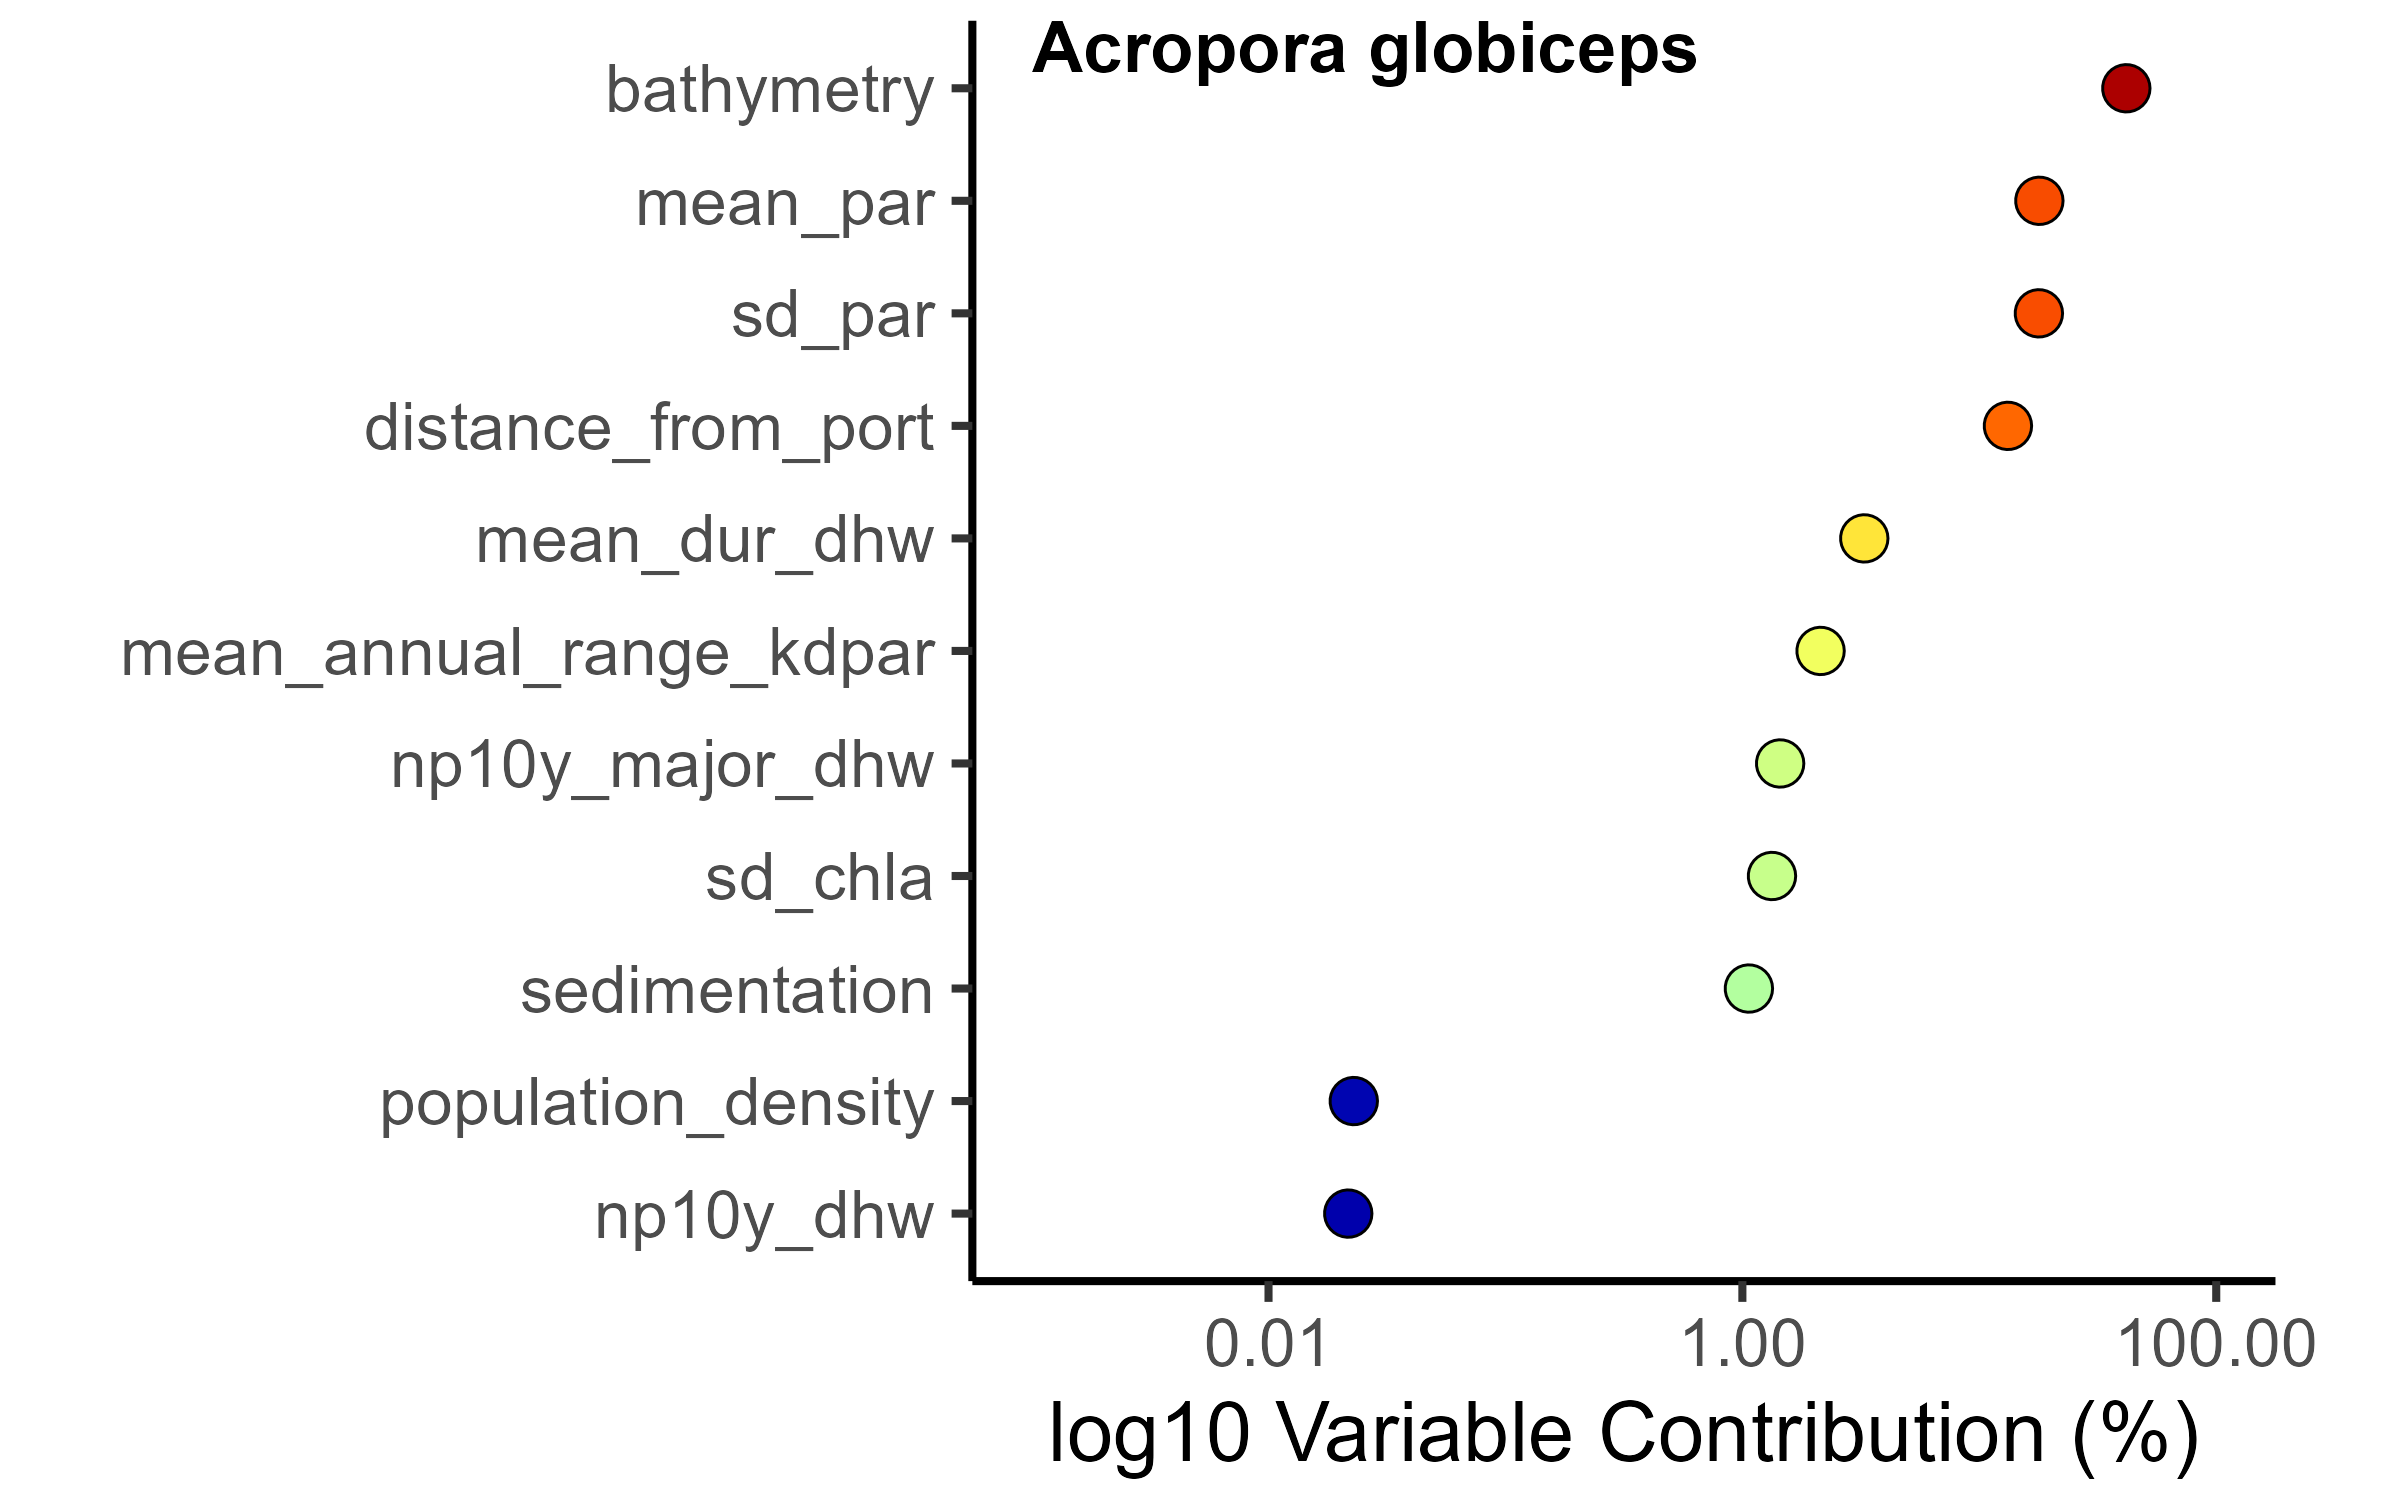 Acropora globiceps
bathymetry
mean_par
sd_par
distance_from_port
mean_dur_dhw
mean_annual_range_kdpar
np10y_major_dhw
sd_chla
sedimentation
population_density
np10y_dhw
0.01 1.00 100.00
log10 Variable Contribution (%)